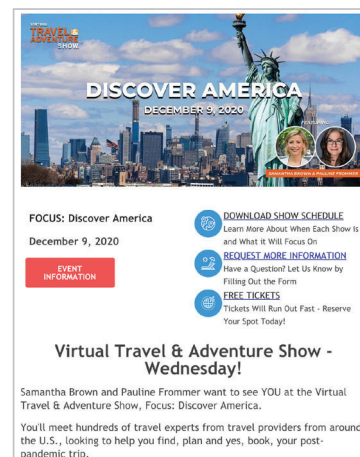 TRAVEL &
ADVENTURE
SHOW
DISCOVER AMERICA
DECEMBER 9, 2020
SAMANTHA BROWN & PAULINE FROMMER
FOCUS: Discover America
December 9, 2020
EVENT
INFORMATION
DOWNLOAD SHOW SCHEDULE
Learn More About When Each Show is
and What it Will Focus On
REQUEST MORE INFORMATION
Have a Question? Let Us Know by
Filling Out the Form
FREE TICKETS
Tickets Will Run Out Fast - Reserve
Your Spot Today!
Virtual Travel & Adventure Show -
Wednesday!
Samantha Brown and Pauline Frommer want to see YOU at the Virtual
Travel & Adventure Show, Focus: Discover America.
You'll meet hundreds of travel experts from travel providers from around
the U.S., looking to help you find, plan and yes, book, your post-
pandemic trip.